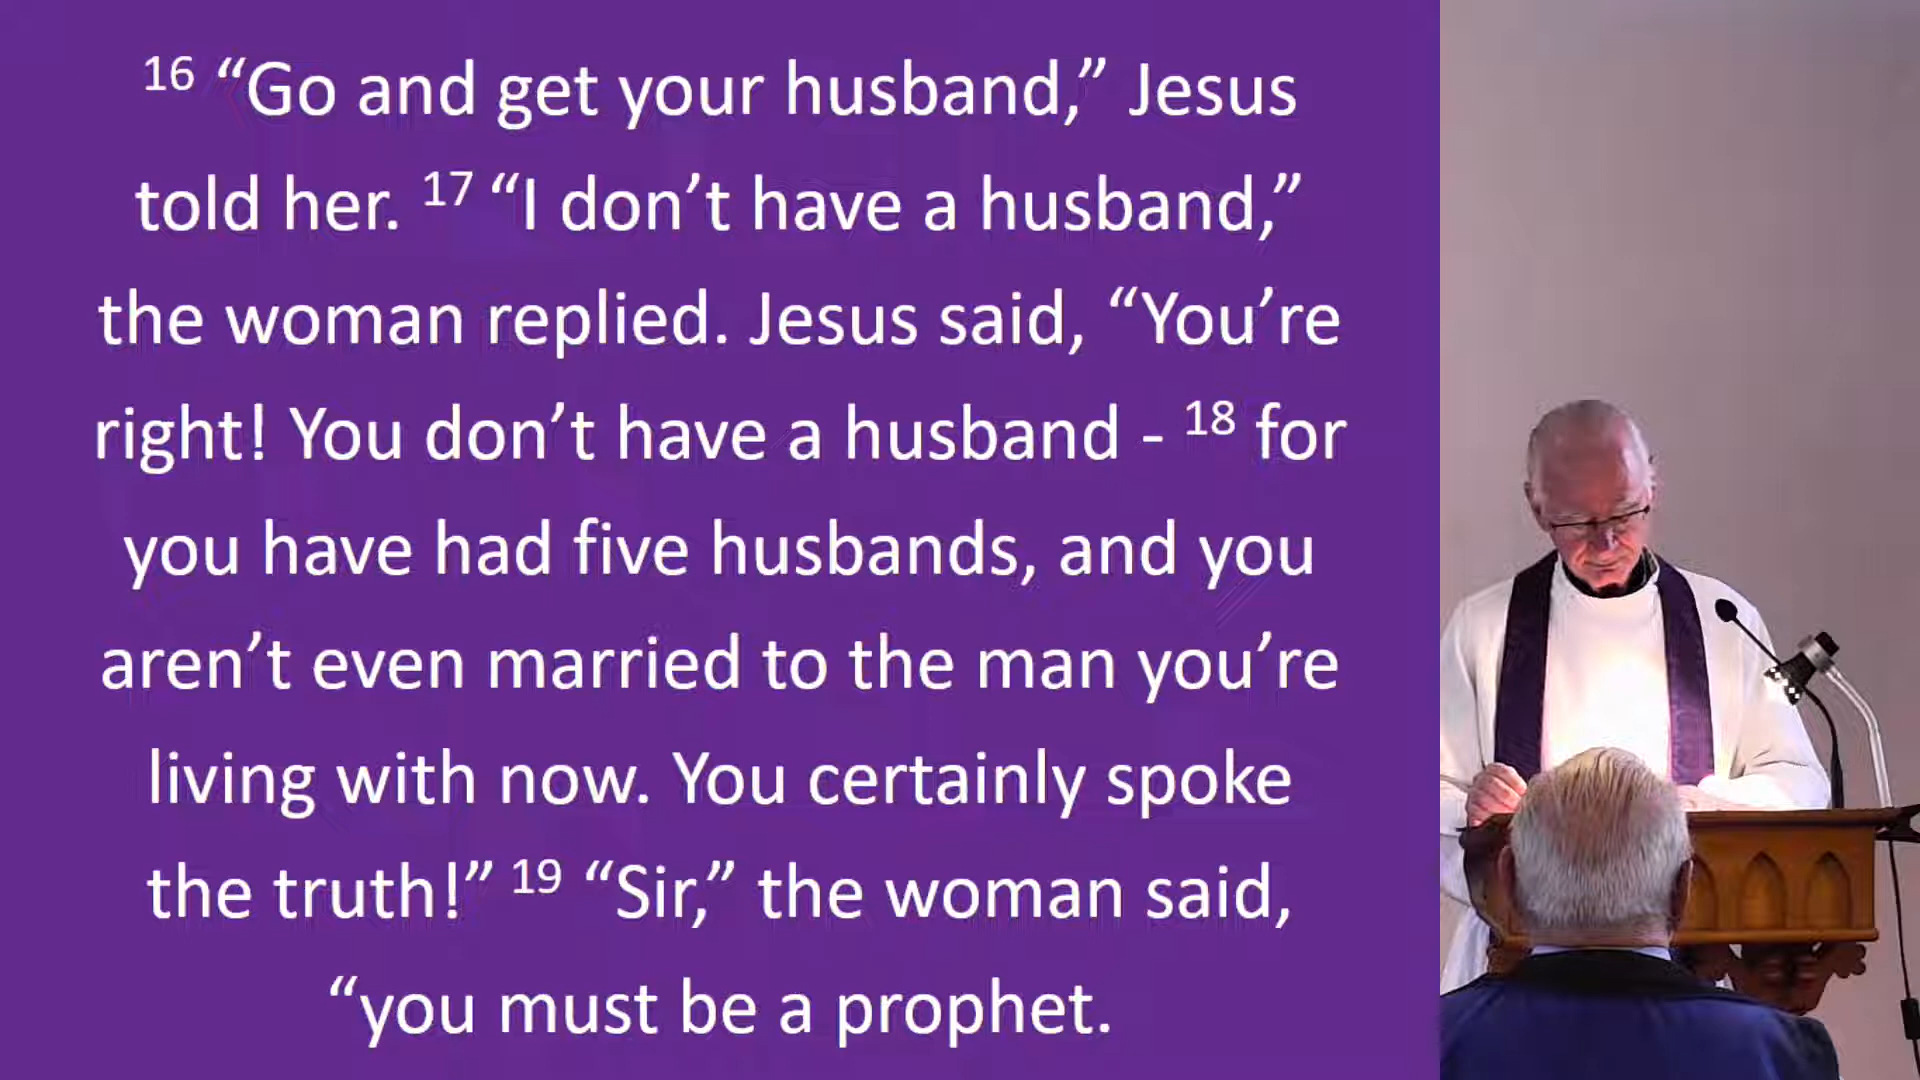 16 “Go and get your husband,” Jesus
told her. 17 “I don’t have a husband,”
the woman replied. Jesus said, “You’re
right! You don’t have a husband - 18 for
you have had five husbands, and you
aren’t even married to the man you’re
living with now. You certainly spoke
the truth!” 19 “Sir,” the woman said,
“you must be a prophet.